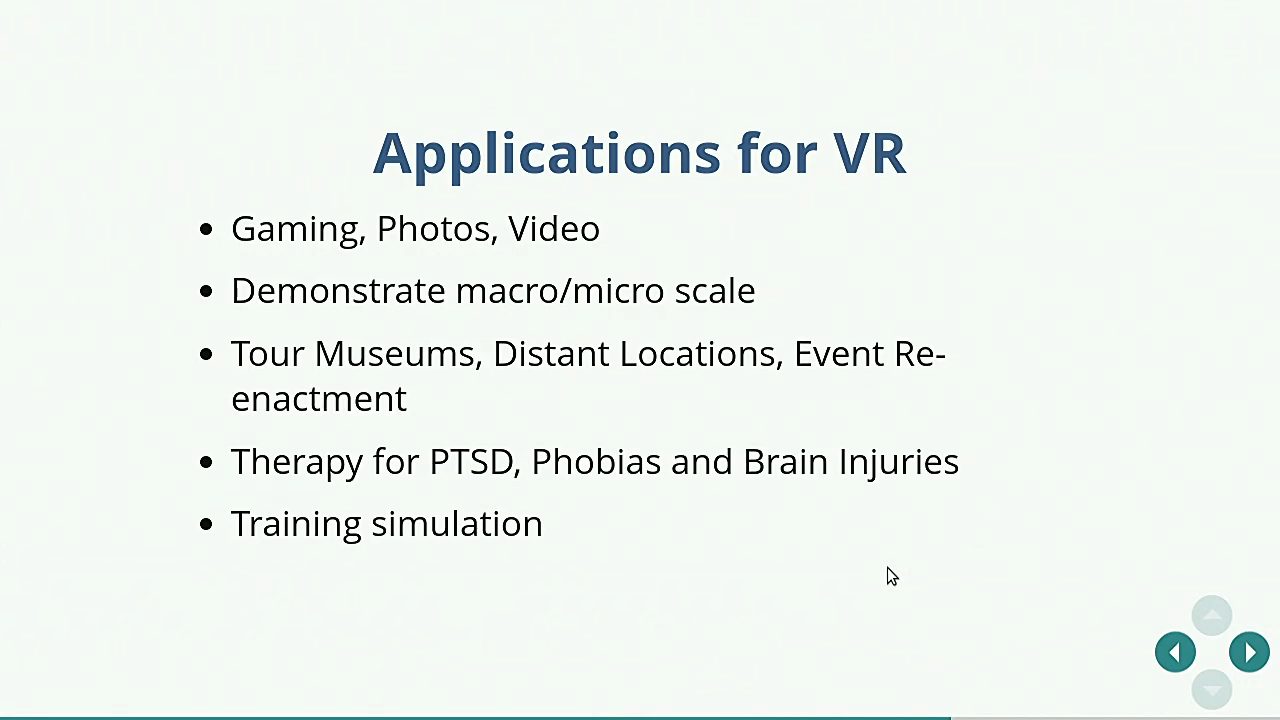 Applications for VR
• Gaming, Photos, Video
• Demonstrate macro/micro scale
• Tour Museums, Distant Locations, Event Re-
enactment
• Therapy for PTSD, Phobias and Brain Injuries
• Training simulation